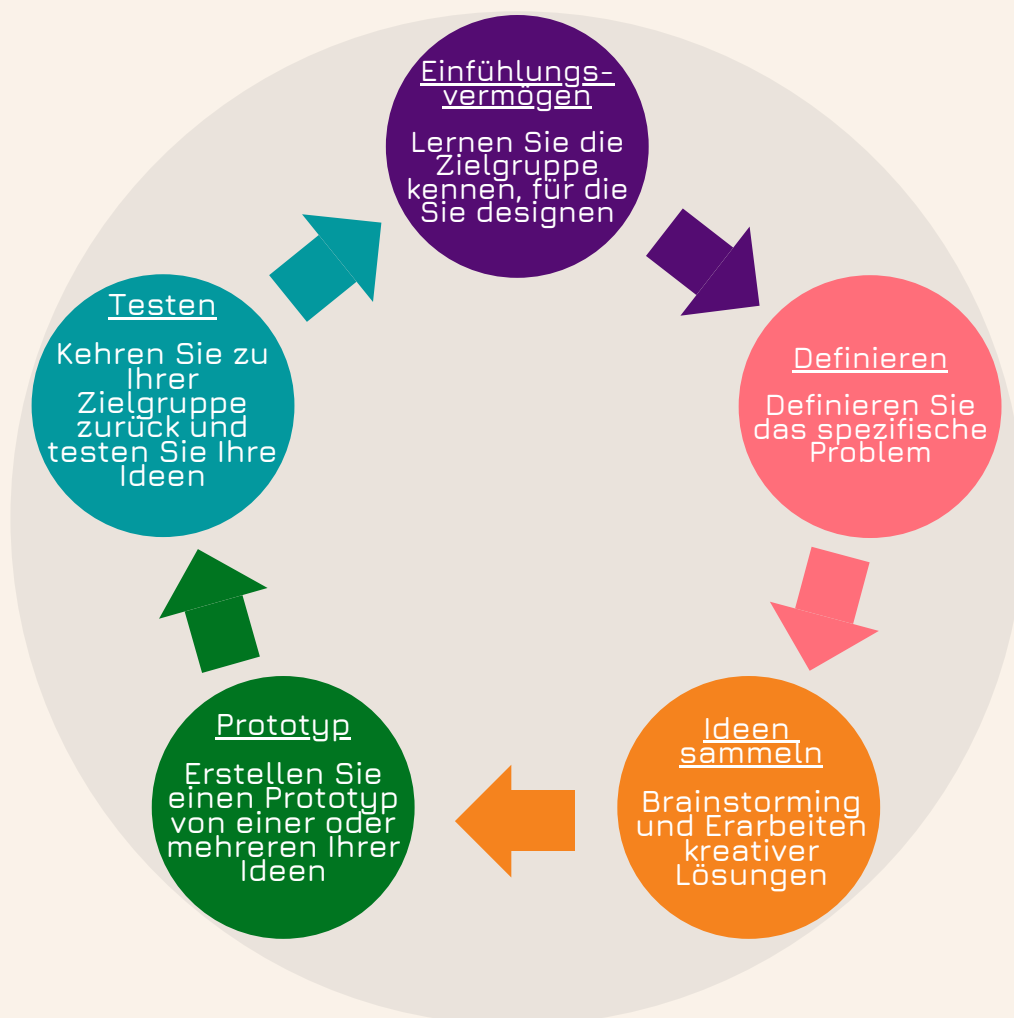 Einfühlungs-
vermögen
Lernen Sie die
Zielgruppe
kennen, für die
Sie designen
Definieren
Definieren Sie
das spezifische
Problem
Ideen
sammeln
Brainstorming
und Erarbeiten
kreativer
Lösungen
Prototyp
Erstellen Sie
einen Prototyp
von einer oder
mehreren Ihrer
Ideen
Testen
Kehren Sie zu
Ihrer
Zielgruppe
zurück und
testen Sie Ihre
Ideen